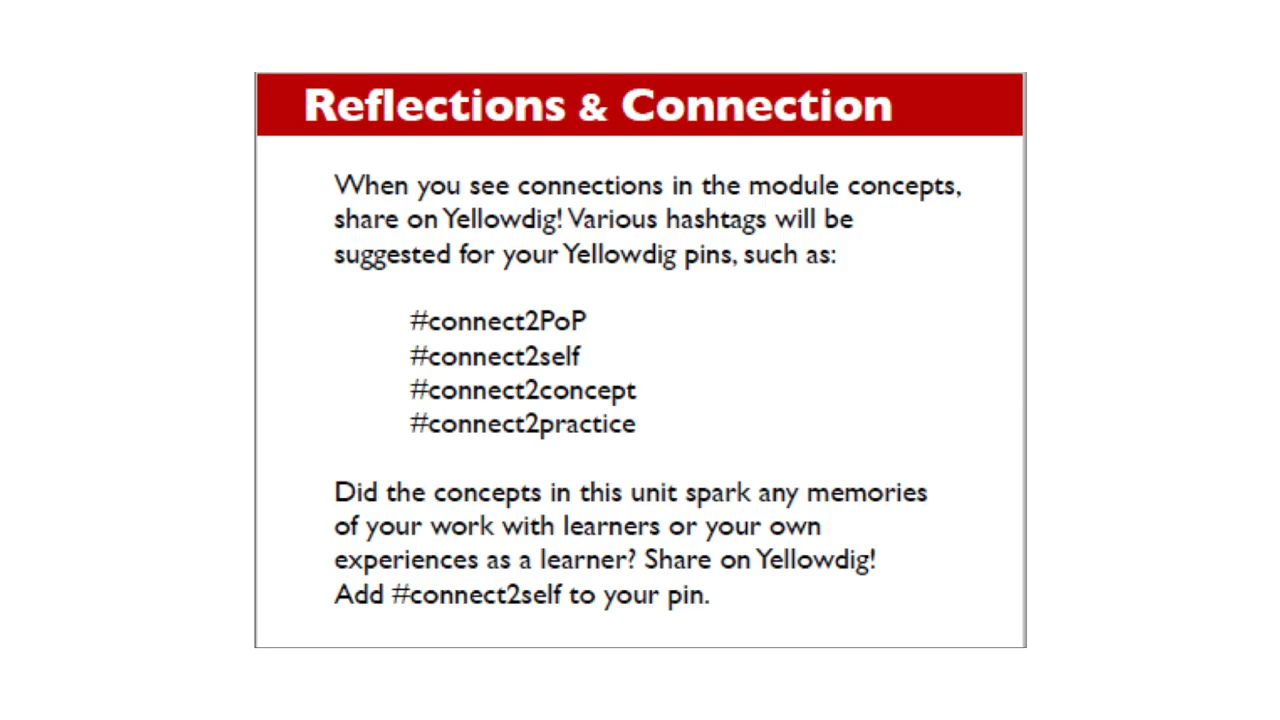 Reflections & Connection
When you see connections in the module concepts,
share on Yellowdig! Various hashtags will be
suggested for your Yellowdig pins, such as:
#connect2PoP
#connect2self
#connect2concept
#connect2practice
Did the concepts in this unit spark any memories
of your work with learners or your own
experiences as a learner? Share on Yellowdig!
Add #connect2self to your pin.